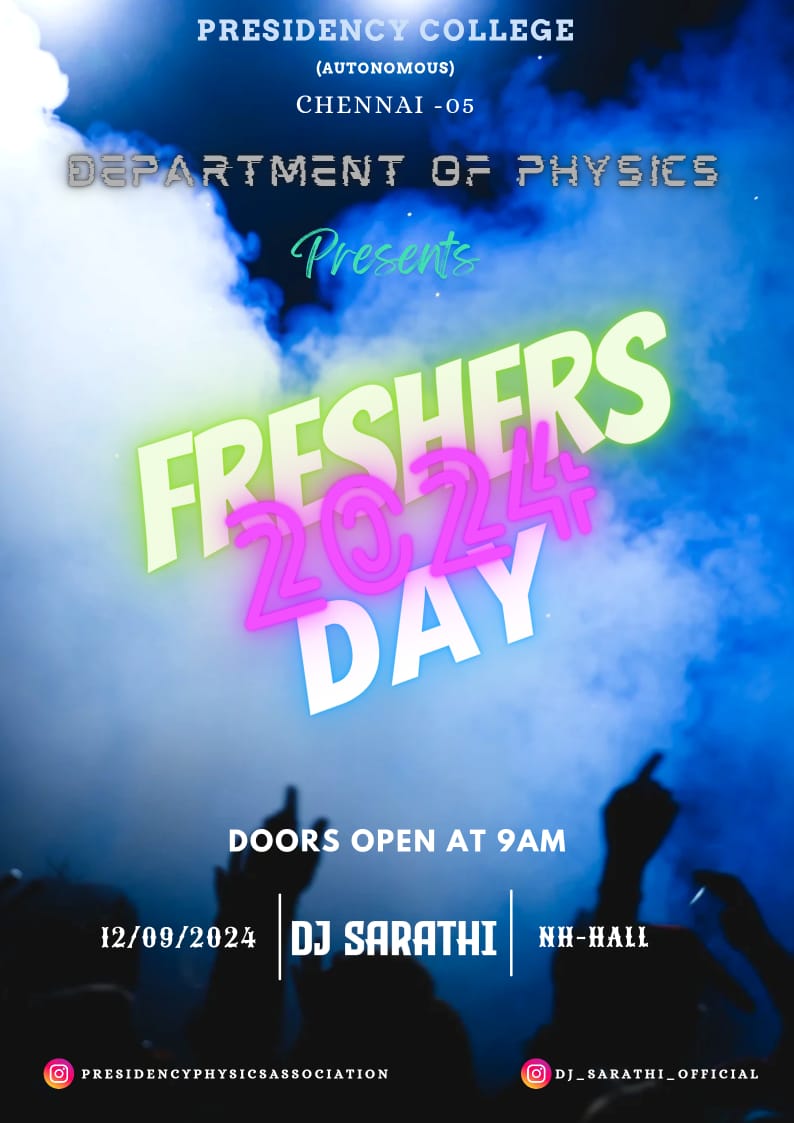 PRESIDENCY COLLEGE
(AUTONOMOUS)
CHENNAI -05
DEPARTMENT OF PHYSICS
Presents
FRESHERS
2024
DAY
DOORS OPEN AT 9AM
12/09/2024 DJ SARATHI NH-HALL
PRESIDENCYPHYSICSASSOCIATION DJ_SARATHI_OFFICIAL